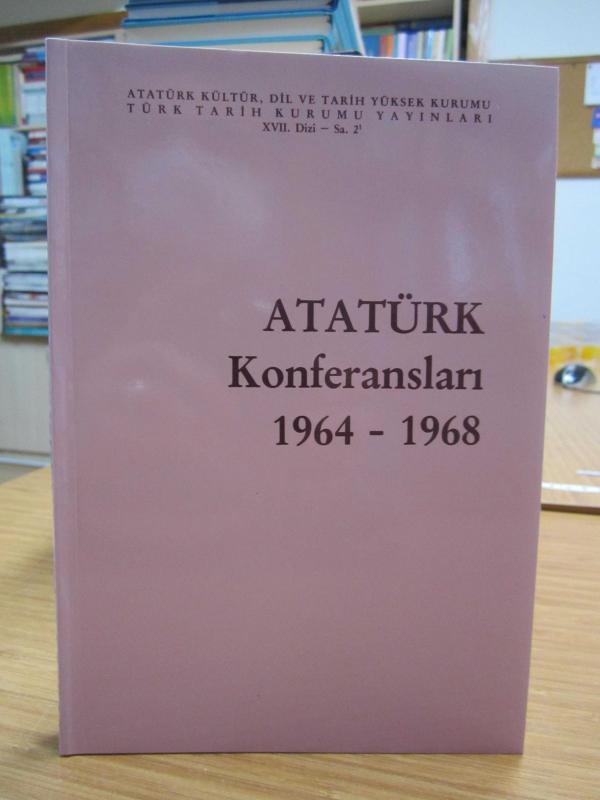 ATATÜRK KÜLTÜR, DİL VE TARİH YÜKSEK KURUMU
TÜRK TARİH KURUMU YAYINLARI
XVII. Dizi – Sa. 2¹
ATATÜRK
Konferansları
1964 - 1968